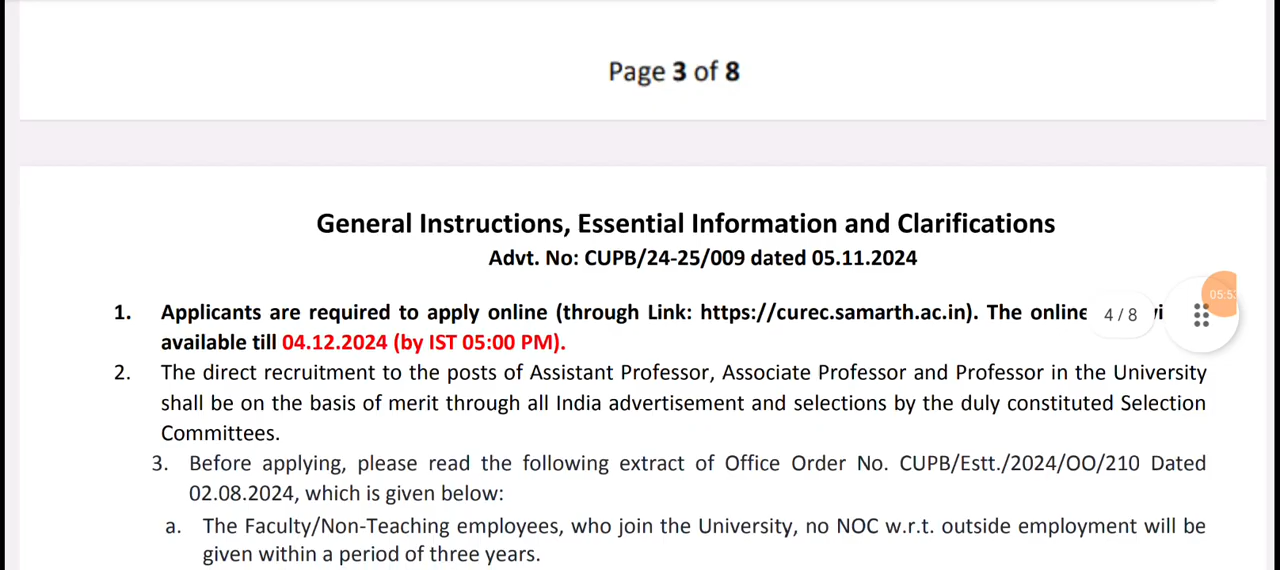 Page 3 of 8
General Instructions, Essential Information and Clarifications
Advt. No: CUPB/24-25/009 dated 05.11.2024
1. Applicants are required to apply online (through Link: https://curec.samarth.ac.in). The online
4/8
05:5
available till 04.12.2024 (by IST 05:00 PM).
2. The direct recruitment to the posts of Assistant Professor, Associate Professor and Professor in the University
shall be on the basis of merit through all India advertisement and selections by the duly constituted Selection
Committees.
3. Before applying, please read the following extract of Office Order No. CUPB/Estt./2024/OO/210 Dated
02.08.2024, which is given below:
a. The Faculty/Non-Teaching employees, who join the University, no NOC w.r.t. outside employment will be
given within a period of three years.